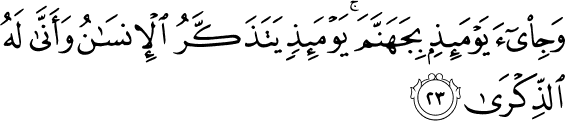 وَجِا۟ىٓءَ يَوْمَئِذِۭ بِجَهَنَّمَ ۚ يَوْمَئِذٍ يَتَذَكَّرُ ٱلْإِنسَـٰنُ وَأَنَّىٰ لَهُ
ٱلذِّكْرَىٰ ٢٣